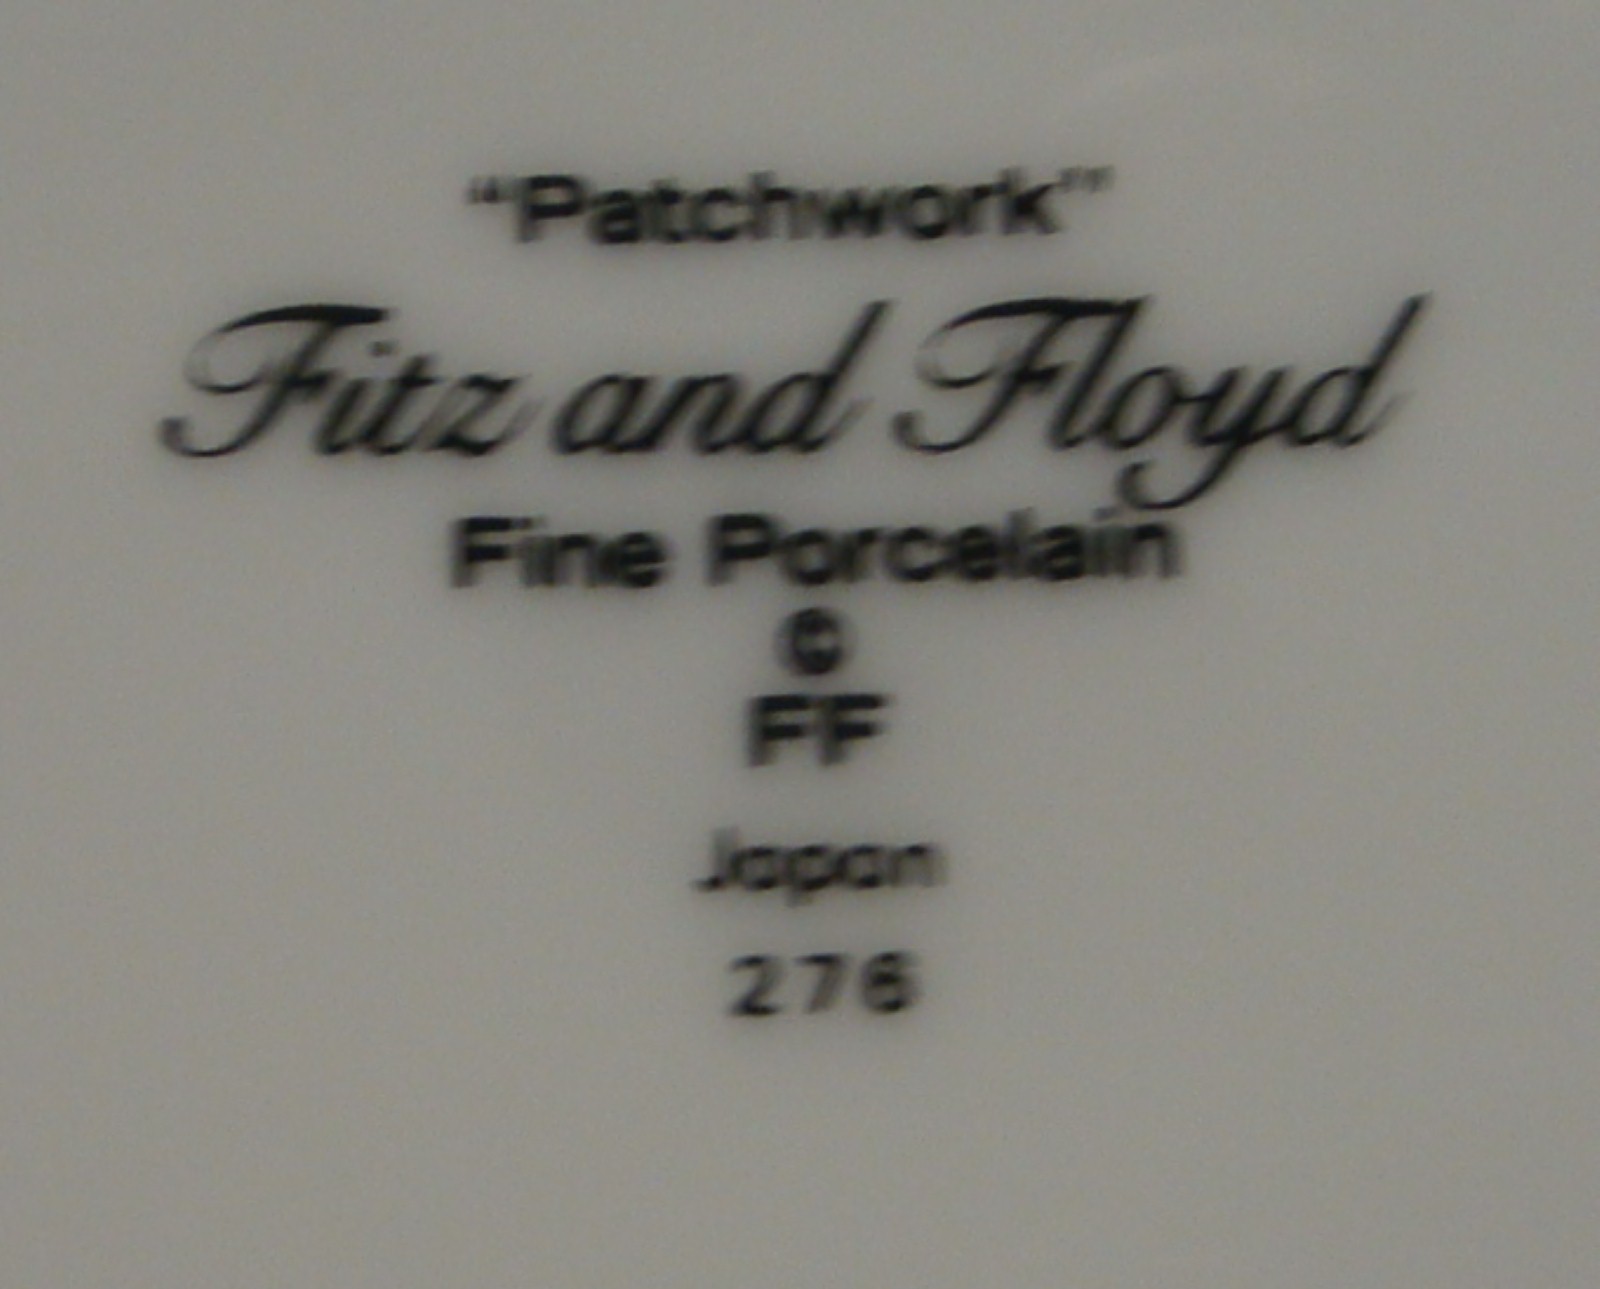 "Patchwork"
Fitz and Floyd
Fine Porcelain
©
FF
Japan
276